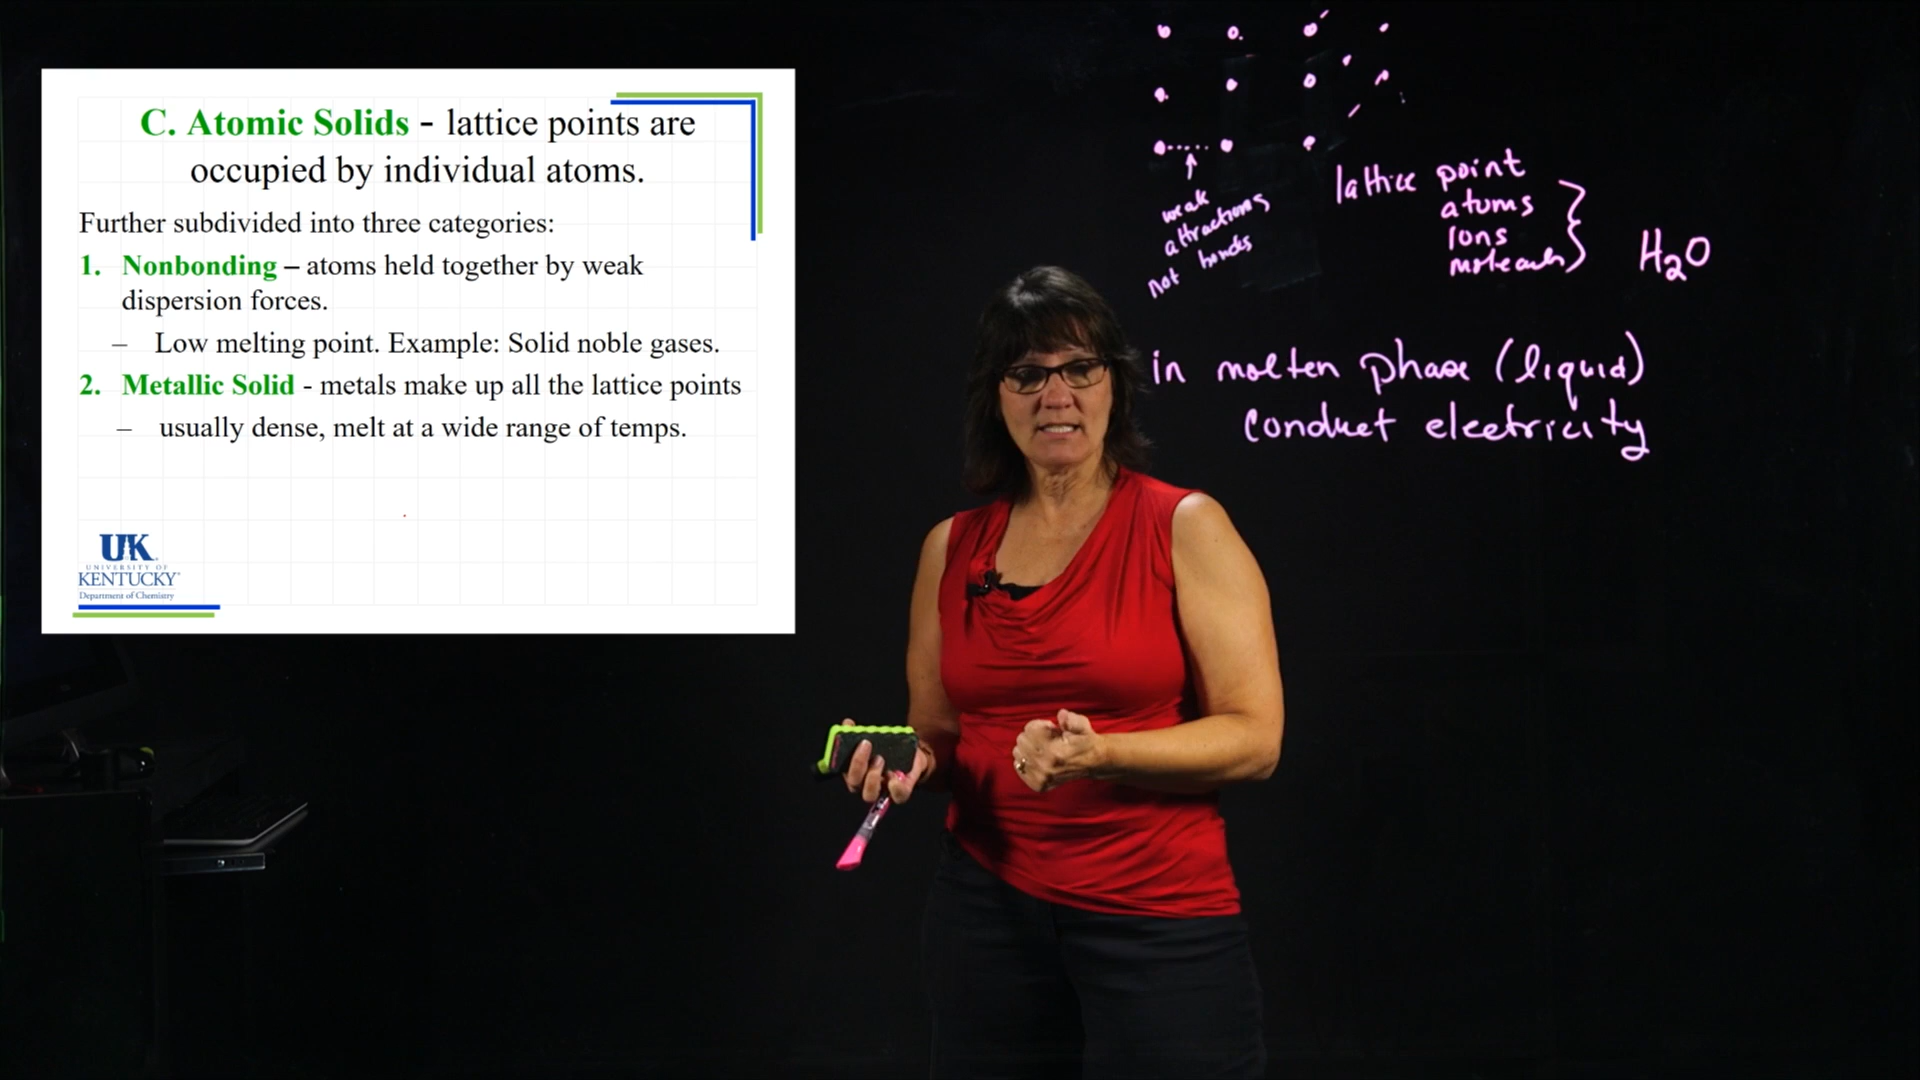 C. Atomic Solids - lattice points are
occupied by individual atoms.
Further subdivided into three categories:
1. Nonbonding – atoms held together by weak
dispersion forces.
– Low melting point. Example: Solid noble gases.
2. Metallic Solid - metals make up all the lattice points
– usually dense, melt at a wide range of temps.
UK
UNIVERSITY OF
KENTUCKY
Department of Chemistry
weak
attractions
not bonds
lattice point
atoms
Ions
molecules
H₂O
in molten phase (liquid)
conduct electricity